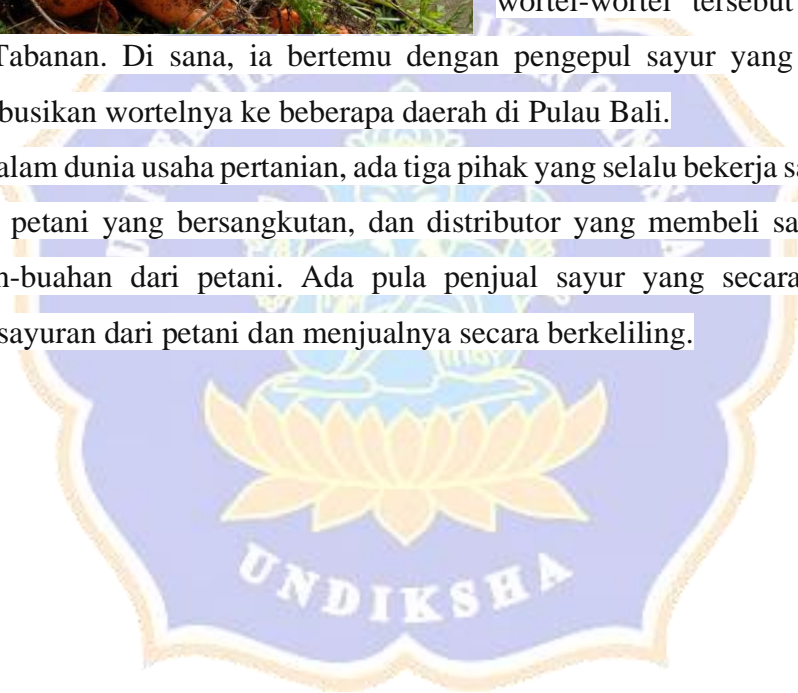 wortel-wortel tersebut
Tabanan. Di sana, ia bertemu dengan pengepul sayur yang
busikan wortelnya ke beberapa daerah di Pulau Bali.
alam dunia usaha pertanian, ada tiga pihak yang selalu bekerja sa
petani yang bersangkutan, dan distributor yang membeli sa
n-buahan dari petani. Ada pula penjual sayur yang secara
sayuran dari petani dan menjualnya secara berkeliling.
UNDIKSHA